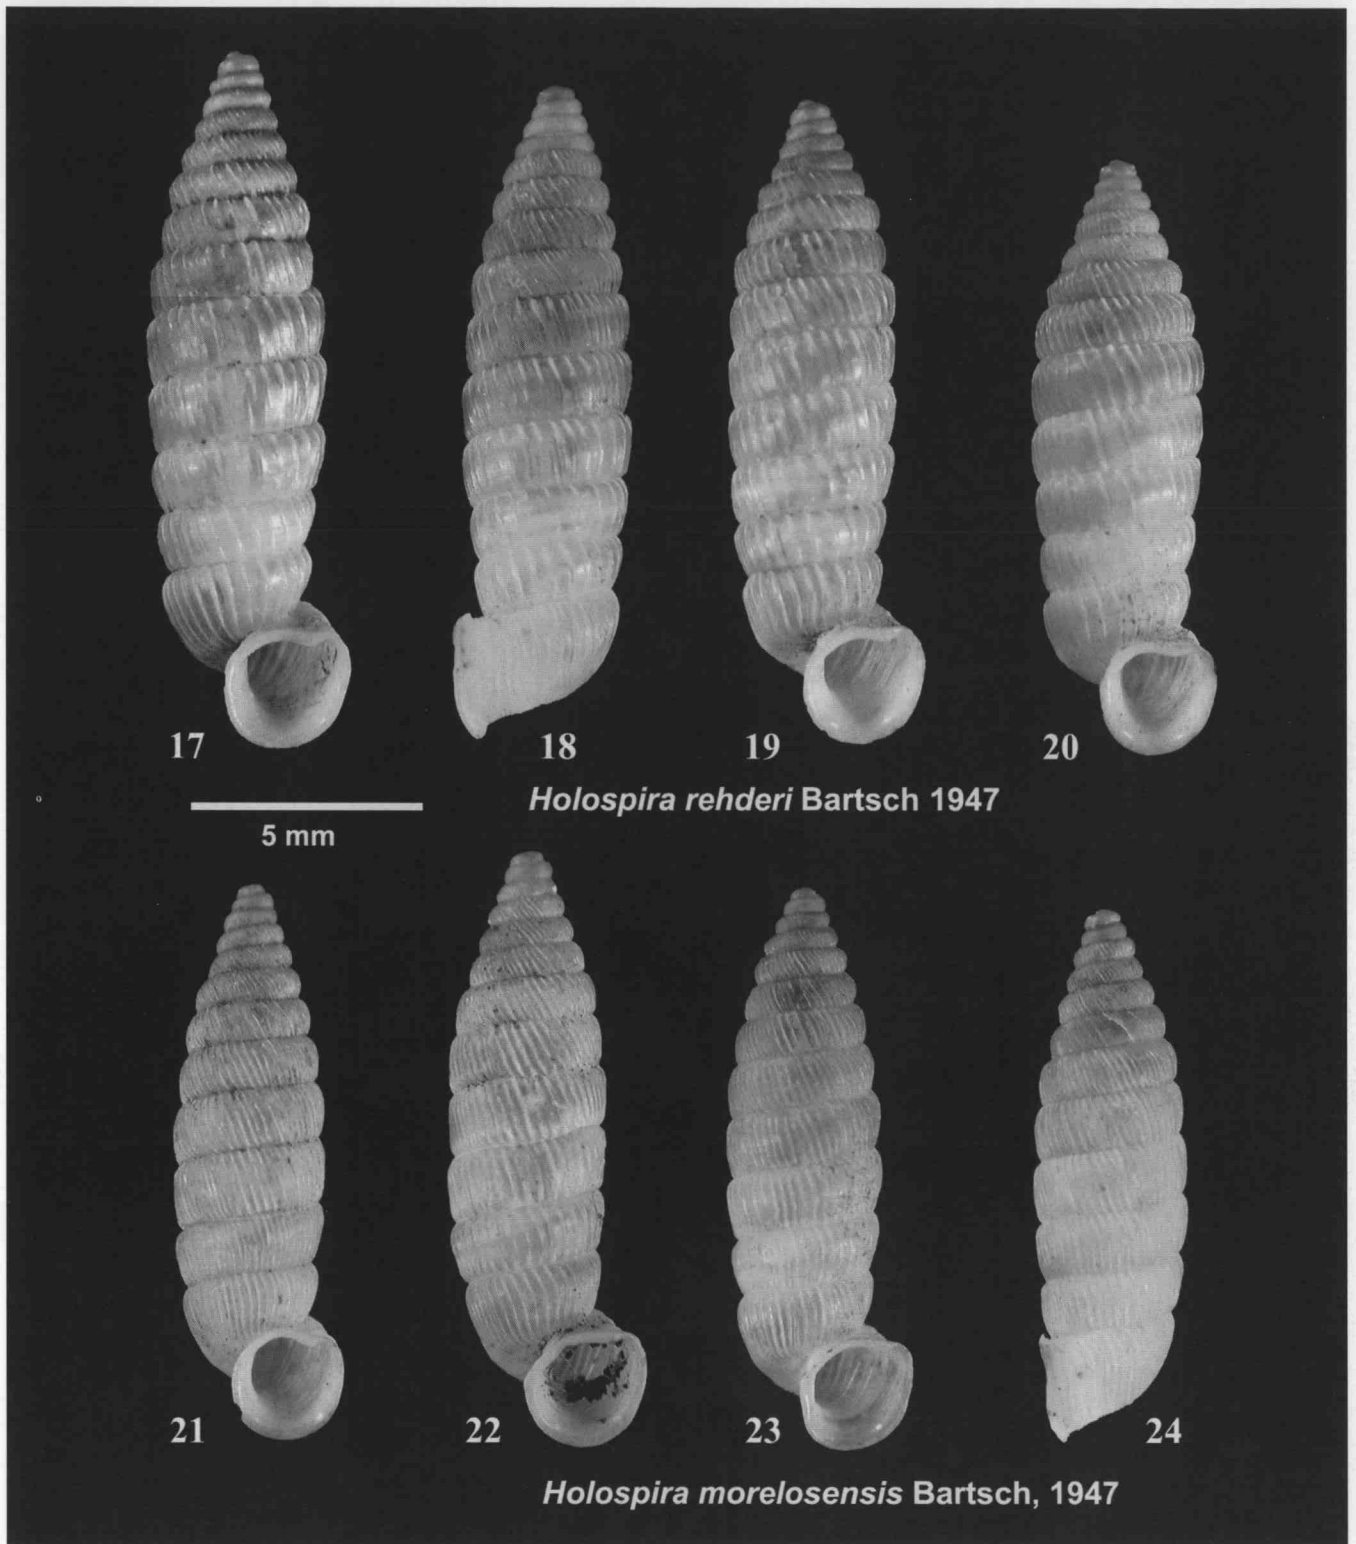 17 18 19 20
Holospira rehderi Bartsch 1947
5 mm
21 22 23 24
Holospira morelosensis Bartsch, 1947